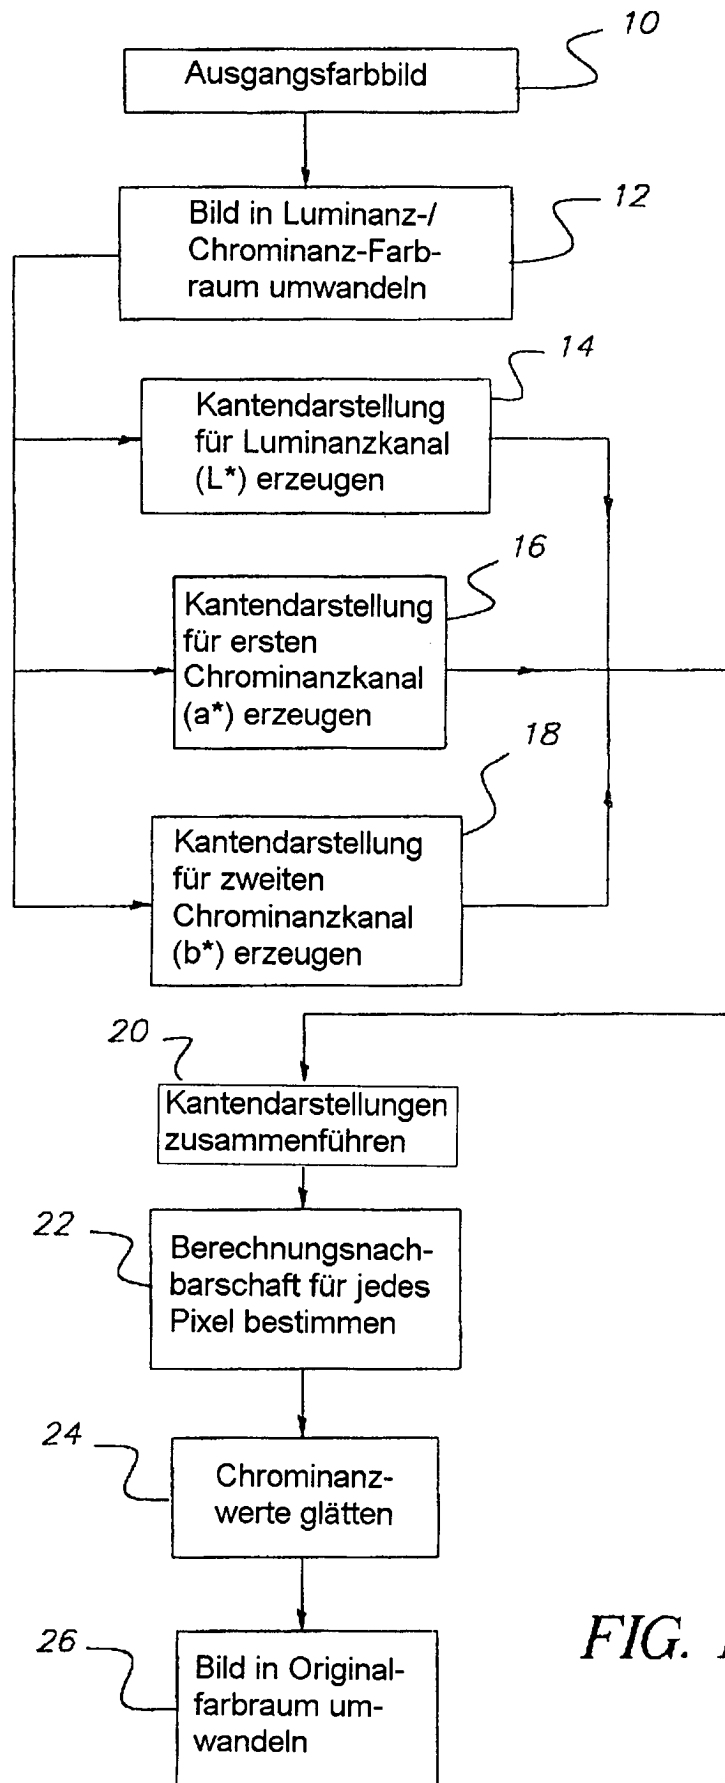 10
Ausgangsfarbbild
12
Bild in Luminanz-/
Chrominanz-Farb-
raum umwandeln
14
Kantendarstellung
für Luminanzkanal
(L*) erzeugen
16
Kantendarstellung
für ersten
Chrominanzkanal
(a*) erzeugen
18
Kantendarstellung
für zweiten
Chrominanzkanal
(b*) erzeugen
20
Kantendarstellungen
zusammenführen
22
Berechnungsnach-
barschaft für jedes
Pixel bestimmen
24
Chrominanz-
werte glätten
26
Bild in Original-
farbraum um-
wandeln
FIG.